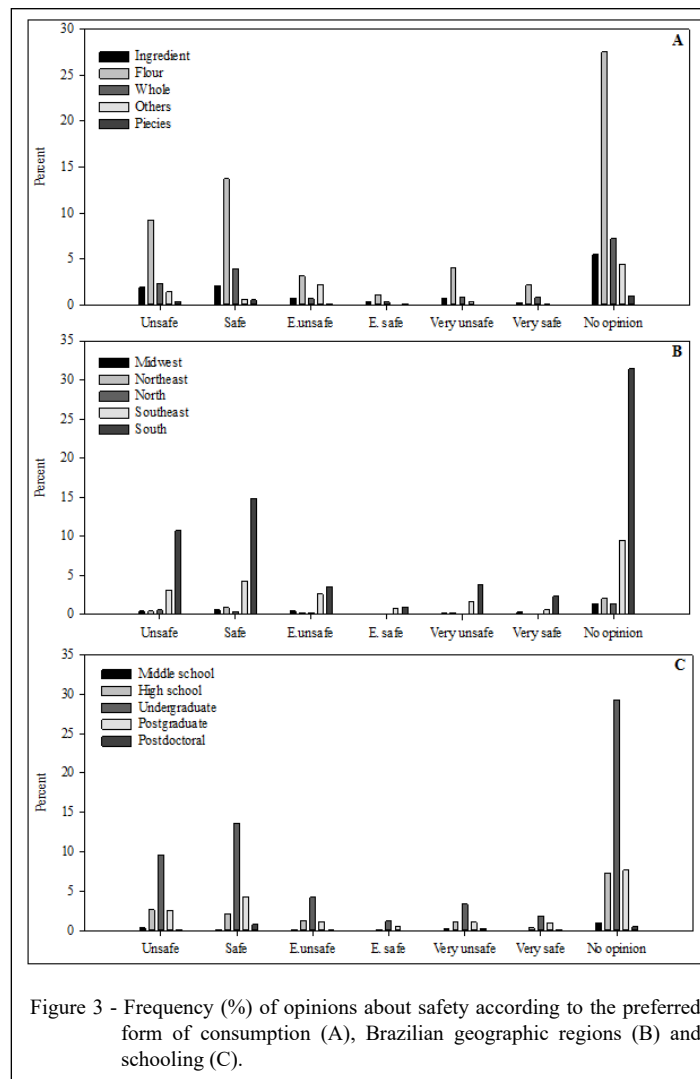 A
30
25
20
15
10
5
0
Percent
Ingredient
Flour
Whole
Others
Piecies
Unsafe Safe E.unsafe E. safe Very unsafe Very safe No opinion
B
35
30
25
20
15
10
5
0
Percent
Midwest
Northeast
North
Southeast
South
Unsafe Safe E.unsafe E. safe Very unsafe Very safe No opinion
C
35
30
25
20
15
10
5
0
Percent
Middle school
High school
Undergraduate
Postgraduate
Postdoctoral
Unsafe Safe E.unsafe E. safe Very unsafe Very safe No opinion
Figure 3 - Frequency (%) of opinions about safety according to the preferred
form of consumption (A), Brazilian geographic regions (B) and
schooling (C).